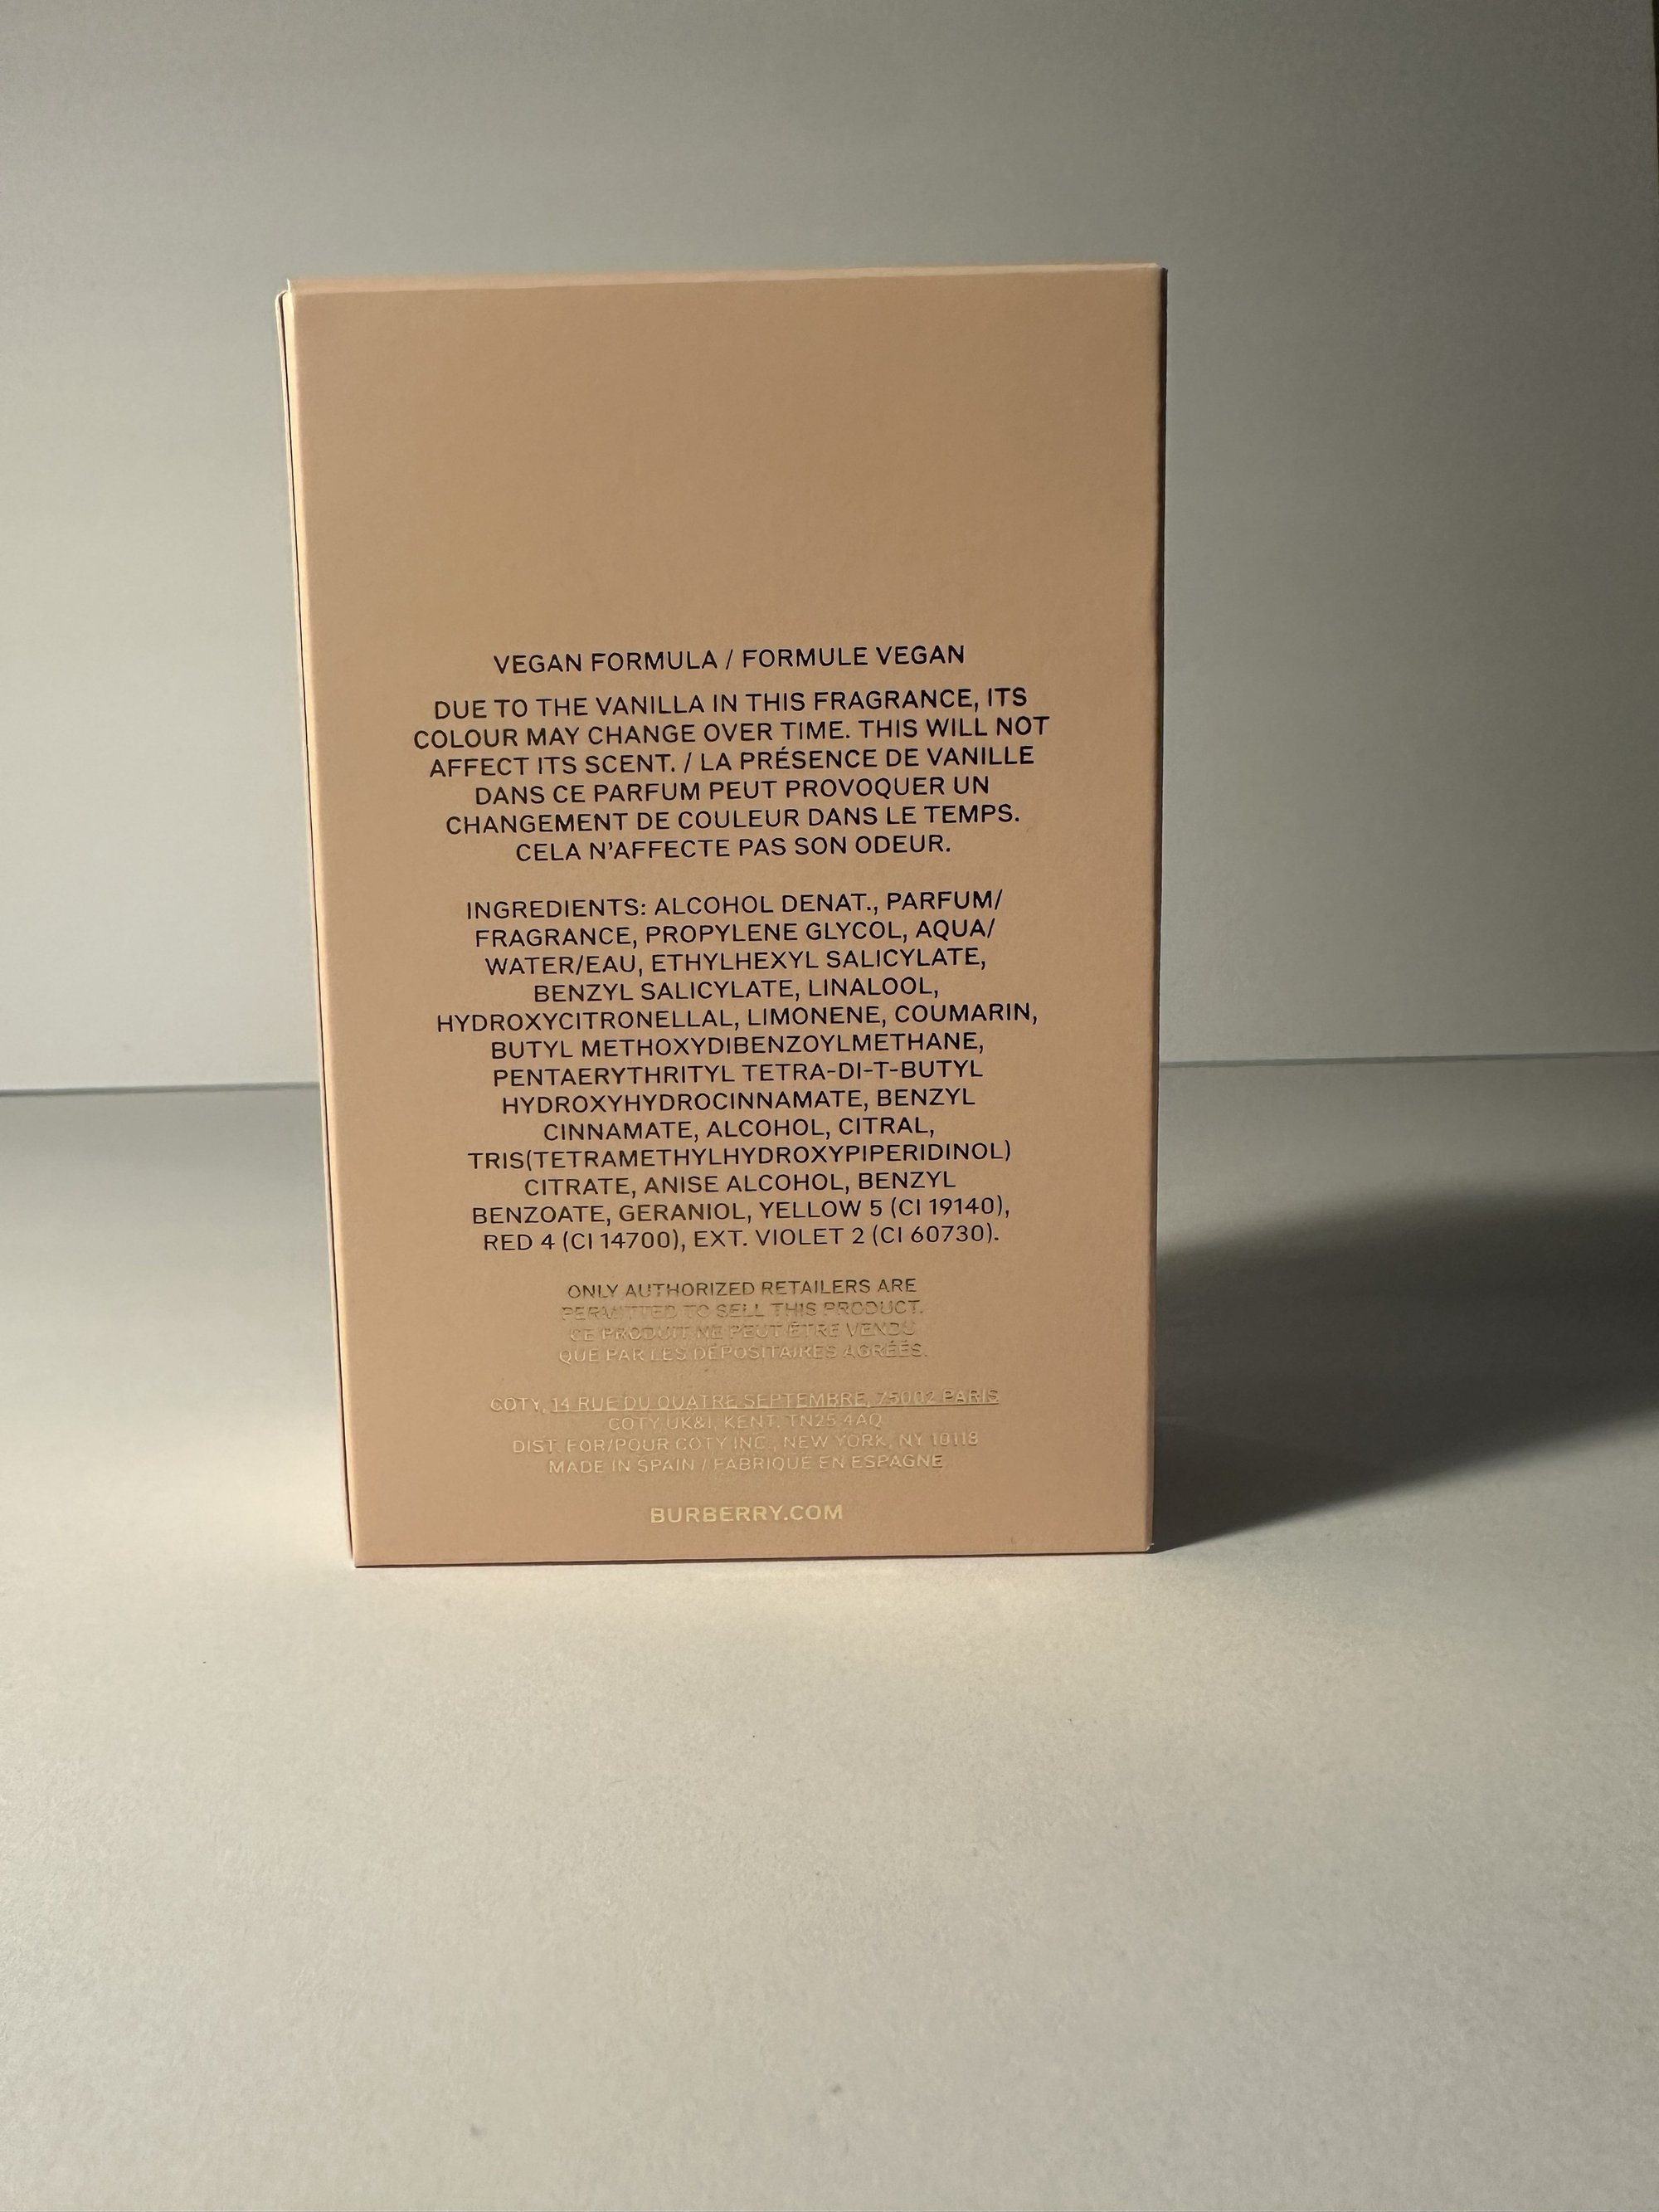 VEGAN FORMULA / FORMULE VEGAN
DUE TO THE VANILLA IN THIS FRAGRANCE, ITS
COLOUR MAY CHANGE OVER TIME. THIS WILL NOT
AFFECT ITS SCENT. / LA PRÉSENCE DE VANILLE
DANS CE PARFUM PEUT PROVOQUER UN
CHANGEMENT DE COULEUR DANS LE TEMPS.
CELA N'AFFECTE PAS SON ODEUR.
INGREDIENTS: ALCOHOL DENAT., PARFUM/
FRAGRANCE, PROPYLENE GLYCOL, AQUA/
WATER/EAU, ETHYLHEXYL SALICYLATE,
BENZYL SALICYLATE, LINALOOL,
HYDROXYCITRONELLAL, LIMONENE, COUMARIN,
BUTYL METHOXYDIBENZOYLMETHANE,
PENTAERYTHRITYL TETRA-DI-T-BUTYL
HYDROXYHYDROCINNAMATE, BENZYL
CINNAMATE, ALCOHOL, CITRAL,
TRIS(TETRAMETHYLHYDROXYPIPERIDINOL)
CITRATE, ANISE ALCOHOL, BENZYL
BENZOATE, GERANIOL, YELLOW 5 (CI 19140),
RED 4 (CI 14700), EXT. VIOLET 2 (CI 60730).
ONLY AUTHORIZED RETAILERS ARE
PERMITTED TO SELL THIS PRODUCT.
CE PRODUIT NE PEUT ÊTRE VENDU
QUE PAR LES DÉPOSITAIRES AGRÉÉS.
COTY, 14 RUE DU QUATRE SEPTEMBRE, 75002 PARIS
COTY UK&I, KENT, TN25 4AQ
DIST. FOR/POUR COTY INC., NEW YORK, NY 10118
MADE IN SPAIN / FABRIQUÉ EN ESPAGNE
BURBERRY.COM